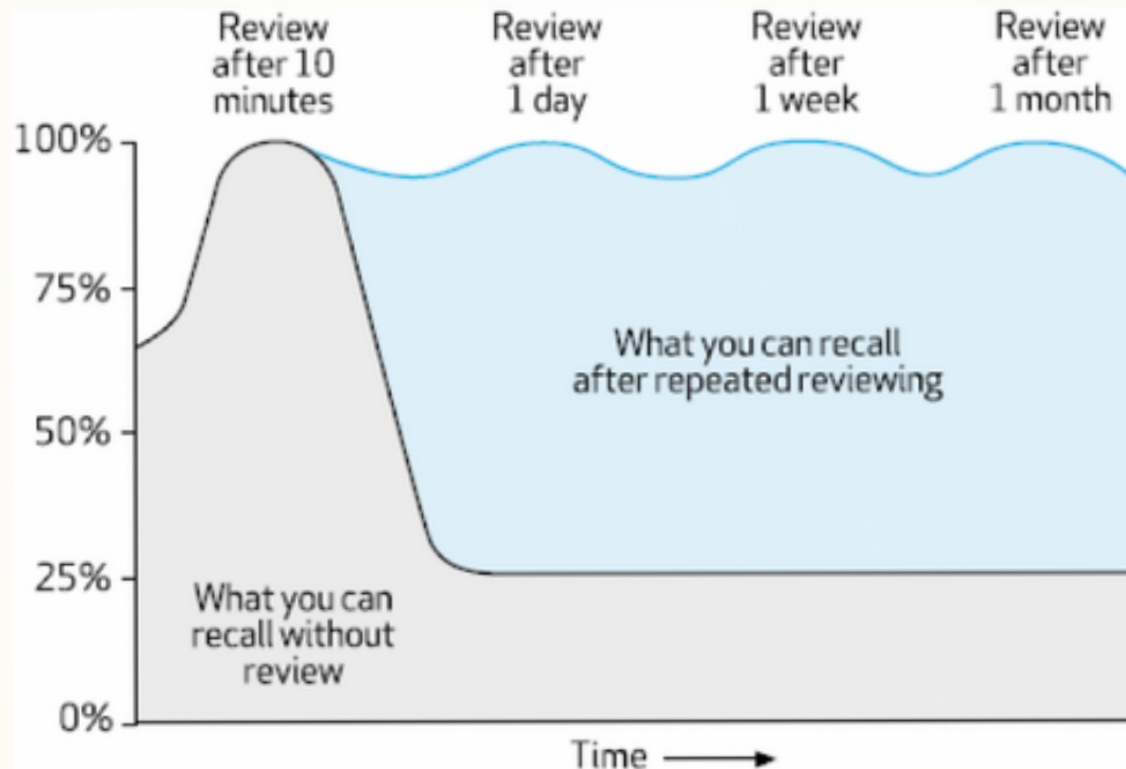 Review
after 10
minutes
Review
after
1 day
Review
after
1 week
Review
after
1 month
100%
75%
50%
25%
0%
What you can recall
after repeated reviewing
What you can
recall without
review
Time